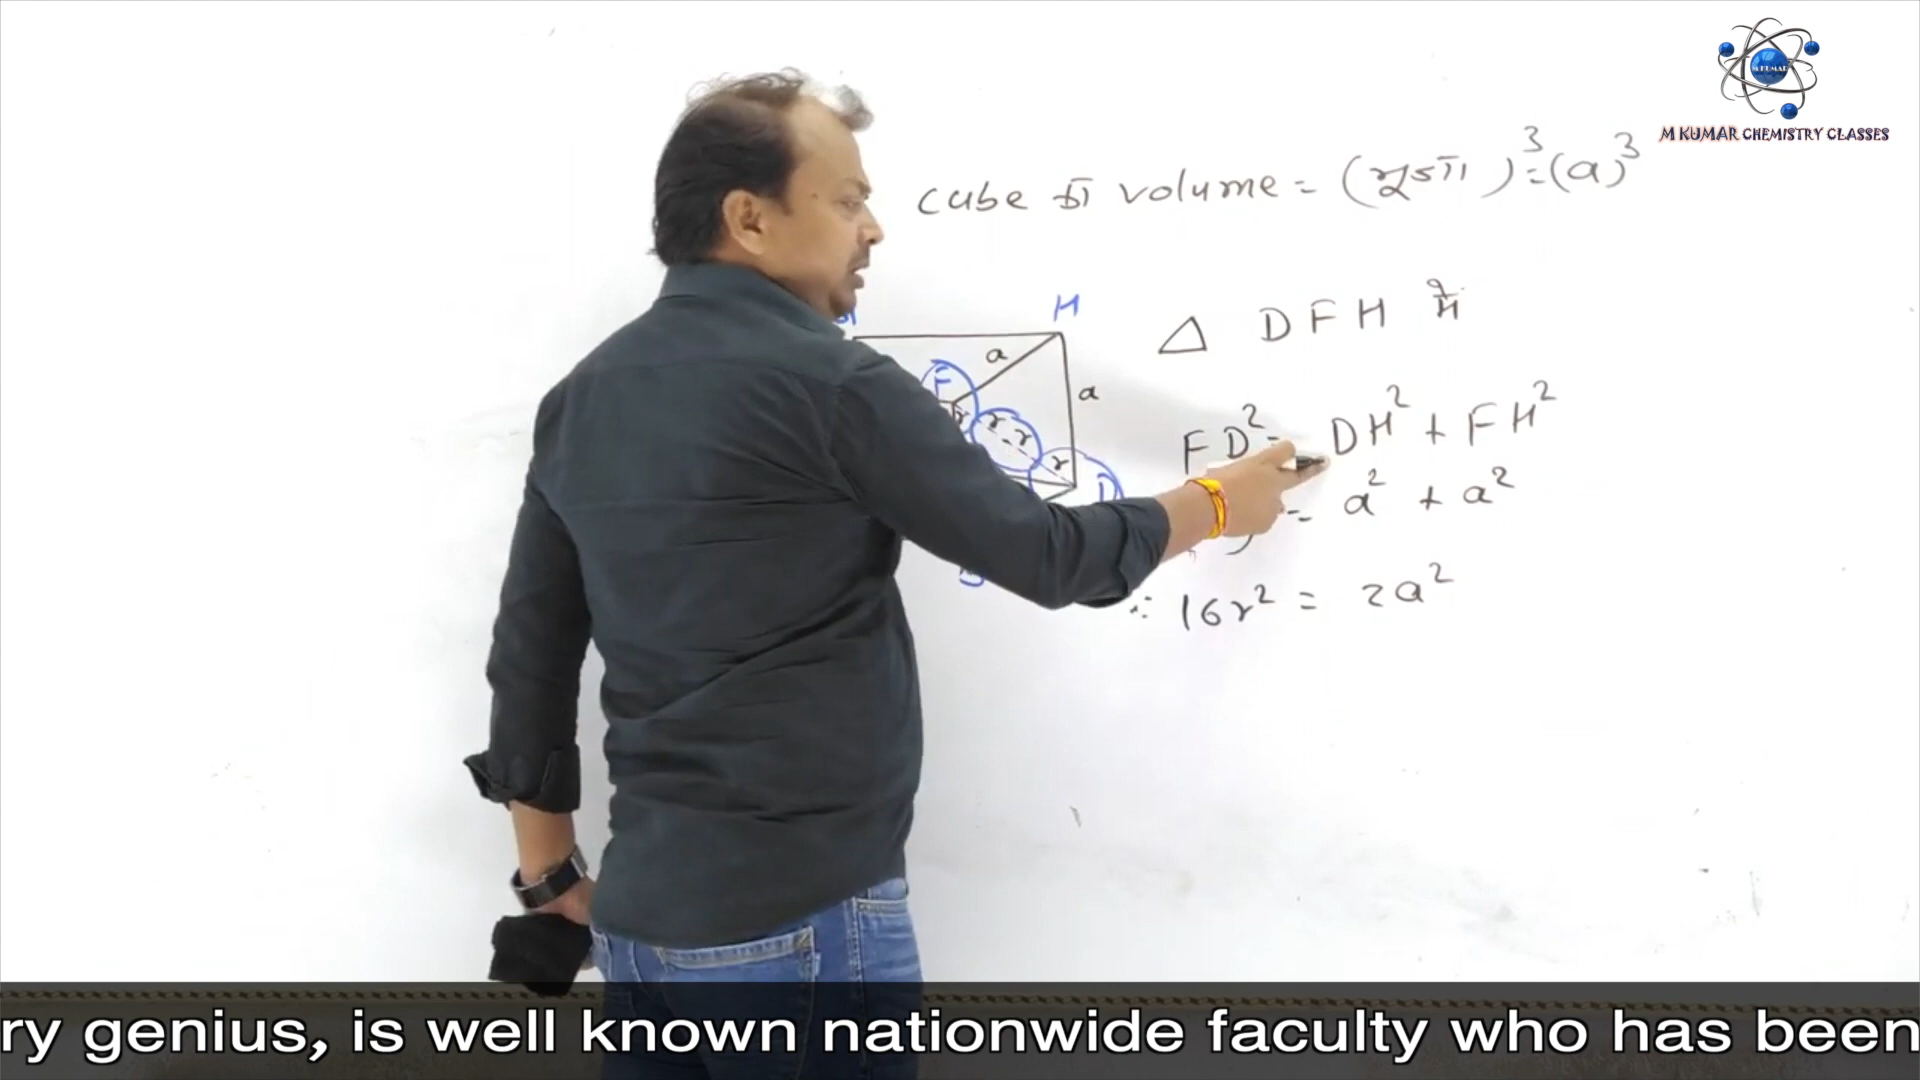 M KUMAR
M KUMAR CHEMISTRY CLASSES
cube का volume = (भुजा)³ = (a)³
△ DFH में
H
a
a
F
r
r r
r
D
FD² = DH² + FH²
= a² + a²
∴ 16r² = 2a²
ry genius, is well known nationwide faculty who has been